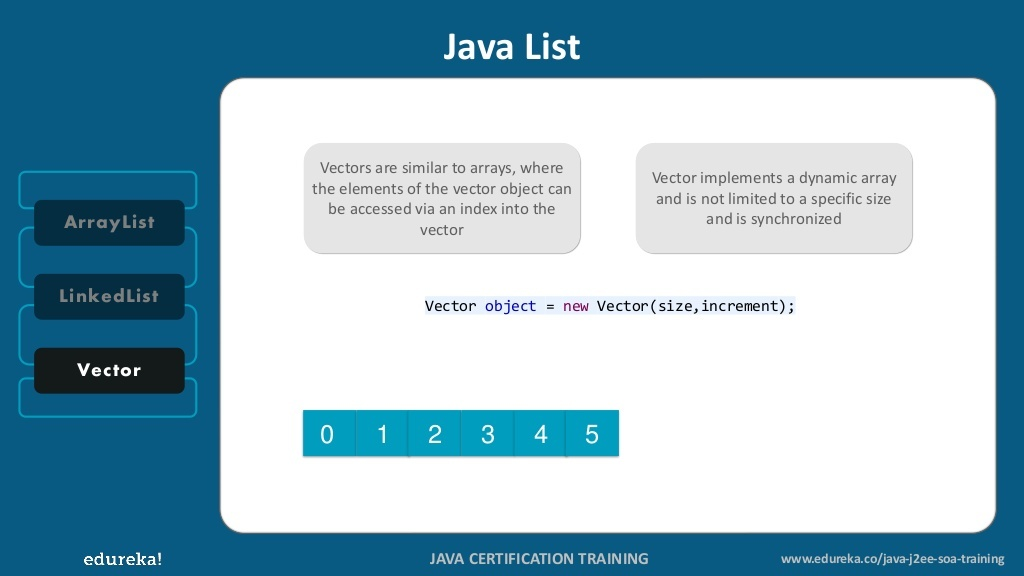 Java List
ArrayList
LinkedList
Vector
Vectors are similar to arrays, where
the elements of the vector object can
be accessed via an index into the
vector
Vector implements a dynamic array
and is not limited to a specific size
and is synchronized
Vector object = new Vector(size,increment);
0 1 2 3 4 5
edureka!
JAVA CERTIFICATION TRAINING
www.edureka.co/java-j2ee-soa-training